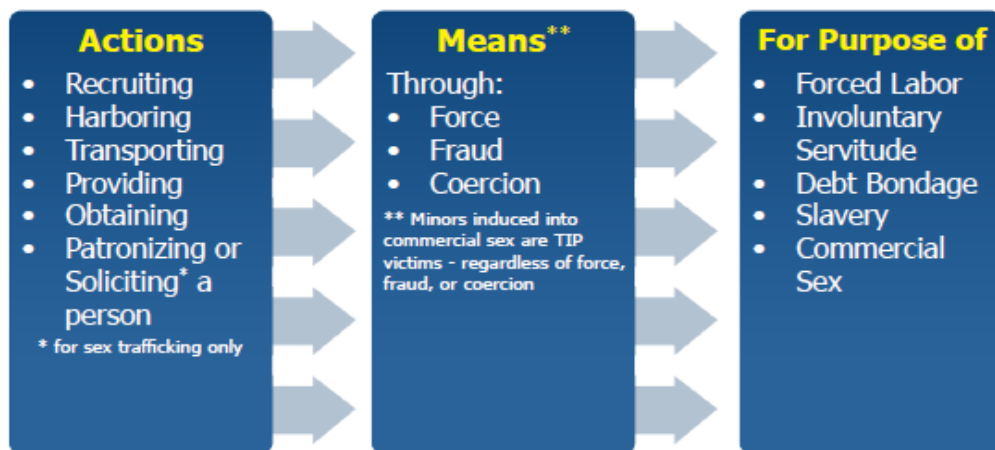 Actions
• Recruiting
• Harboring
• Transporting
• Providing
• Obtaining
• Patronizing or
Soliciting* a
person
* for sex trafficking only
Means**
Through:
• Force
• Fraud
• Coercion
** Minors induced into
commercial sex are TIP
victims - regardless of force,
fraud, or coercion
For Purpose of
• Forced Labor
• Involuntary
Servitude
• Debt Bondage
• Slavery
• Commercial
Sex